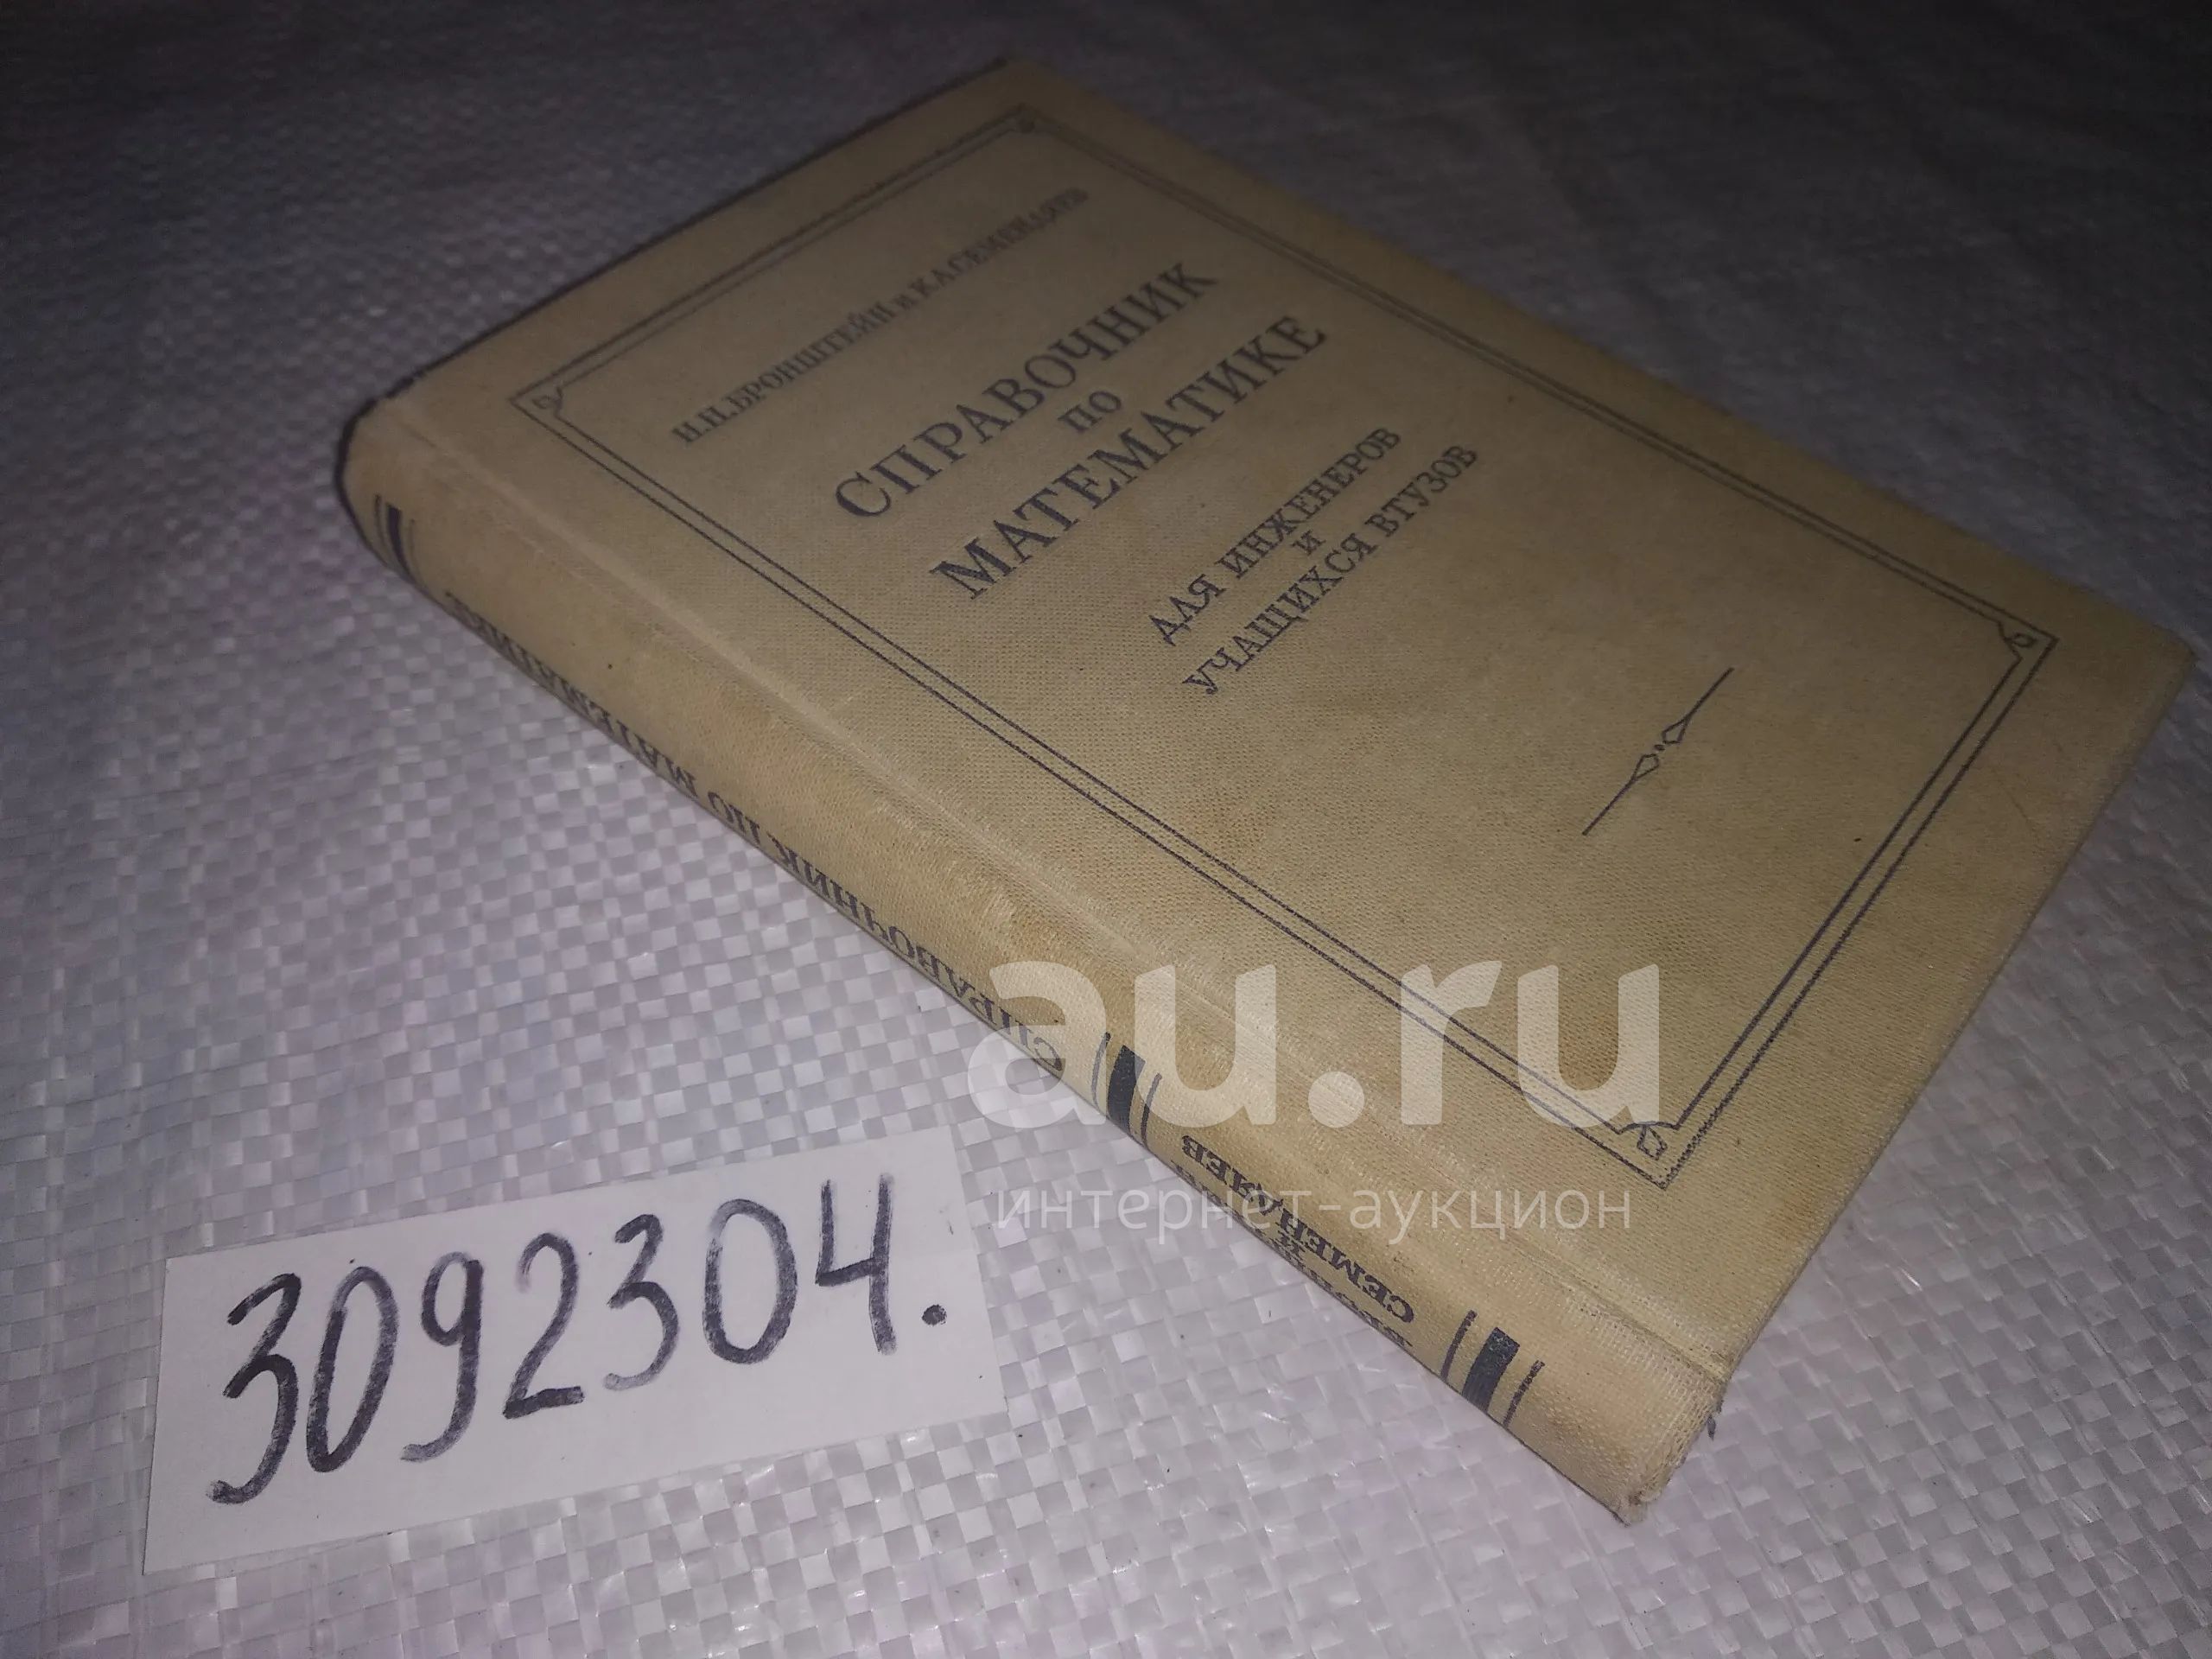 И.Н.БРОНШТЕЙН и К.А.СЕМЕНДЯЕВ
СПРАВОЧНИК
ПО
МАТЕМАТИКЕ
ДЛЯ ИНЖЕНЕРОВ
И
УЧАЩИХСЯ ВТУЗОВ
СПРАВОЧНИК ПО МАТЕМАТИКЕ
И
СЕМЕНДЯЕВ
au.ru
интернет-аукцион
3092304.